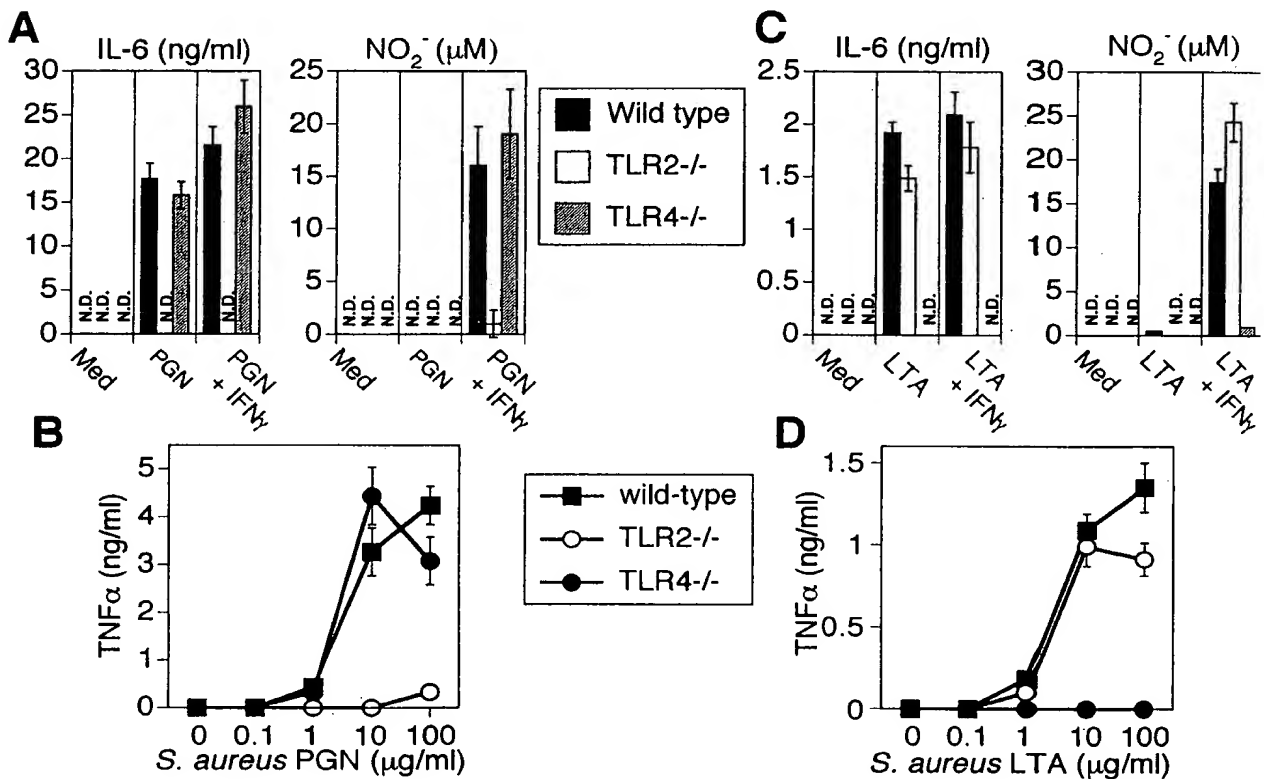 A
IL-6 (ng/ml)
30
25
20
15
10
5
0
N.D.
N.D.
N.D.
N.D.
N.D.
Med
PGN
PGN
+ IFNγ
NO₂⁻ (μM)
25
20
15
10
5
0
N.D.
N.D.
N.D.
N.D.
N.D.
N.D.
Med
PGN
PGN
+ IFNγ
Wild type
TLR2-/-
TLR4-/-
C
IL-6 (ng/ml)
2.5
2
1.5
1
0.5
0
N.D.
N.D.
N.D.
N.D.
N.D.
Med
LTA
LTA
+ IFNγ
NO₂⁻ (μM)
30
25
20
15
10
5
0
N.D.
N.D.
N.D.
N.D.
N.D.
Med
LTA
LTA
+ IFNγ
B
TNFα (ng/ml)
5
4
3
2
1
0
0 0.1 1 10 100
S. aureus PGN (μg/ml)
wild-type
TLR2-/-
TLR4-/-
D
TNFα (ng/ml)
1.5
1
0.5
0
0 0.1 1 10 100
S. aureus LTA (μg/ml)